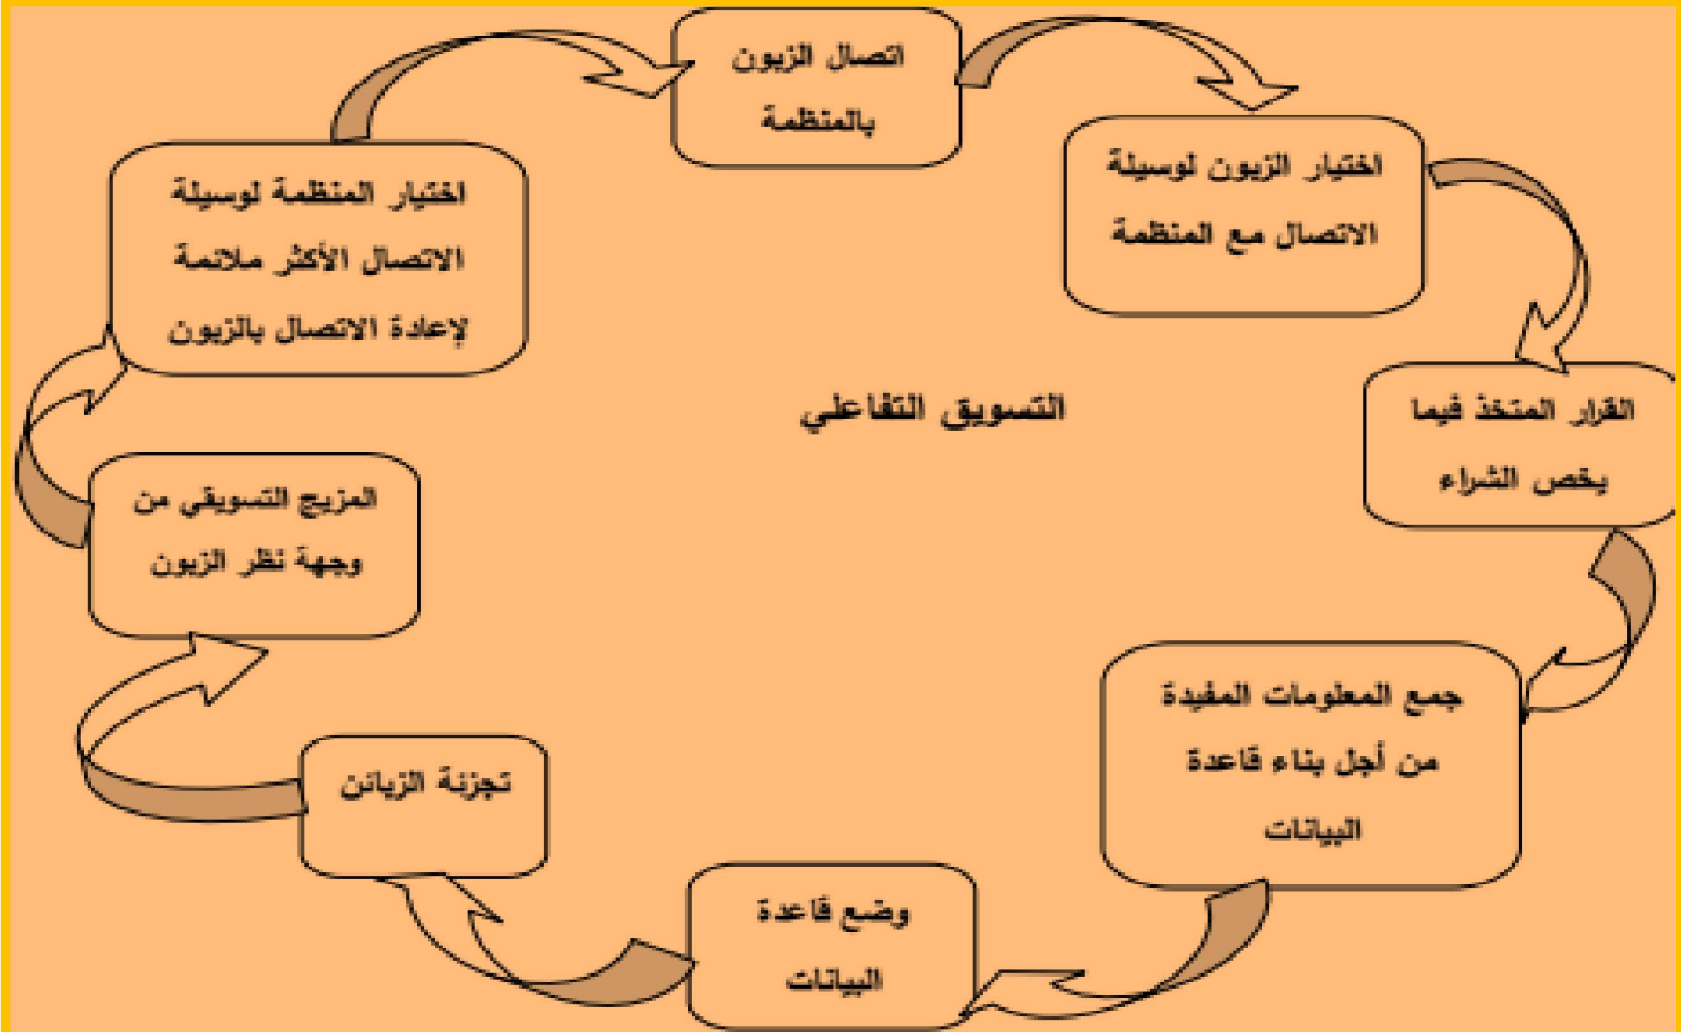 اتصال الزبون
بالمنظمة
اختيار الزبون لوسيلة
الاتصال مع المنظمة
القرار المتخذ فيما
يخص الشراء
جمع المعلومات المفيدة
من أجل بناء قاعدة
البيانات
وضع قاعدة
البيانات
تجزئة الزبائن
المزيج التسويقي من
وجهة نظر الزبون
اختيار المنظمة لوسيلة
الاتصال الأكثر ملائمة
لإعادة الاتصال بالزبون
التسويق التفاعلي